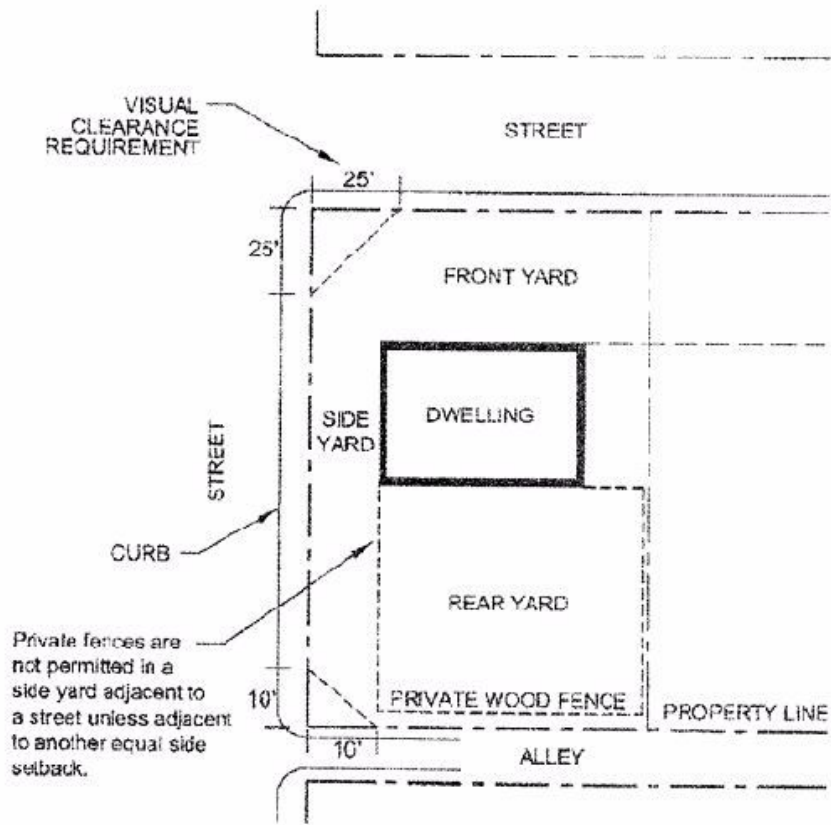 VISUAL
CLEARANCE
REQUIREMENT
STREET
25'
25'
FRONT YARD
DWELLING
SIDE
YARD
STREET
CURB
REAR YARD
Private fences are
not permitted in a
side yard adjacent to
a street unless adjacent
to another equal side
setback.
10'
PRIVATE WOOD FENCE
PROPERTY LINE
10'
ALLEY